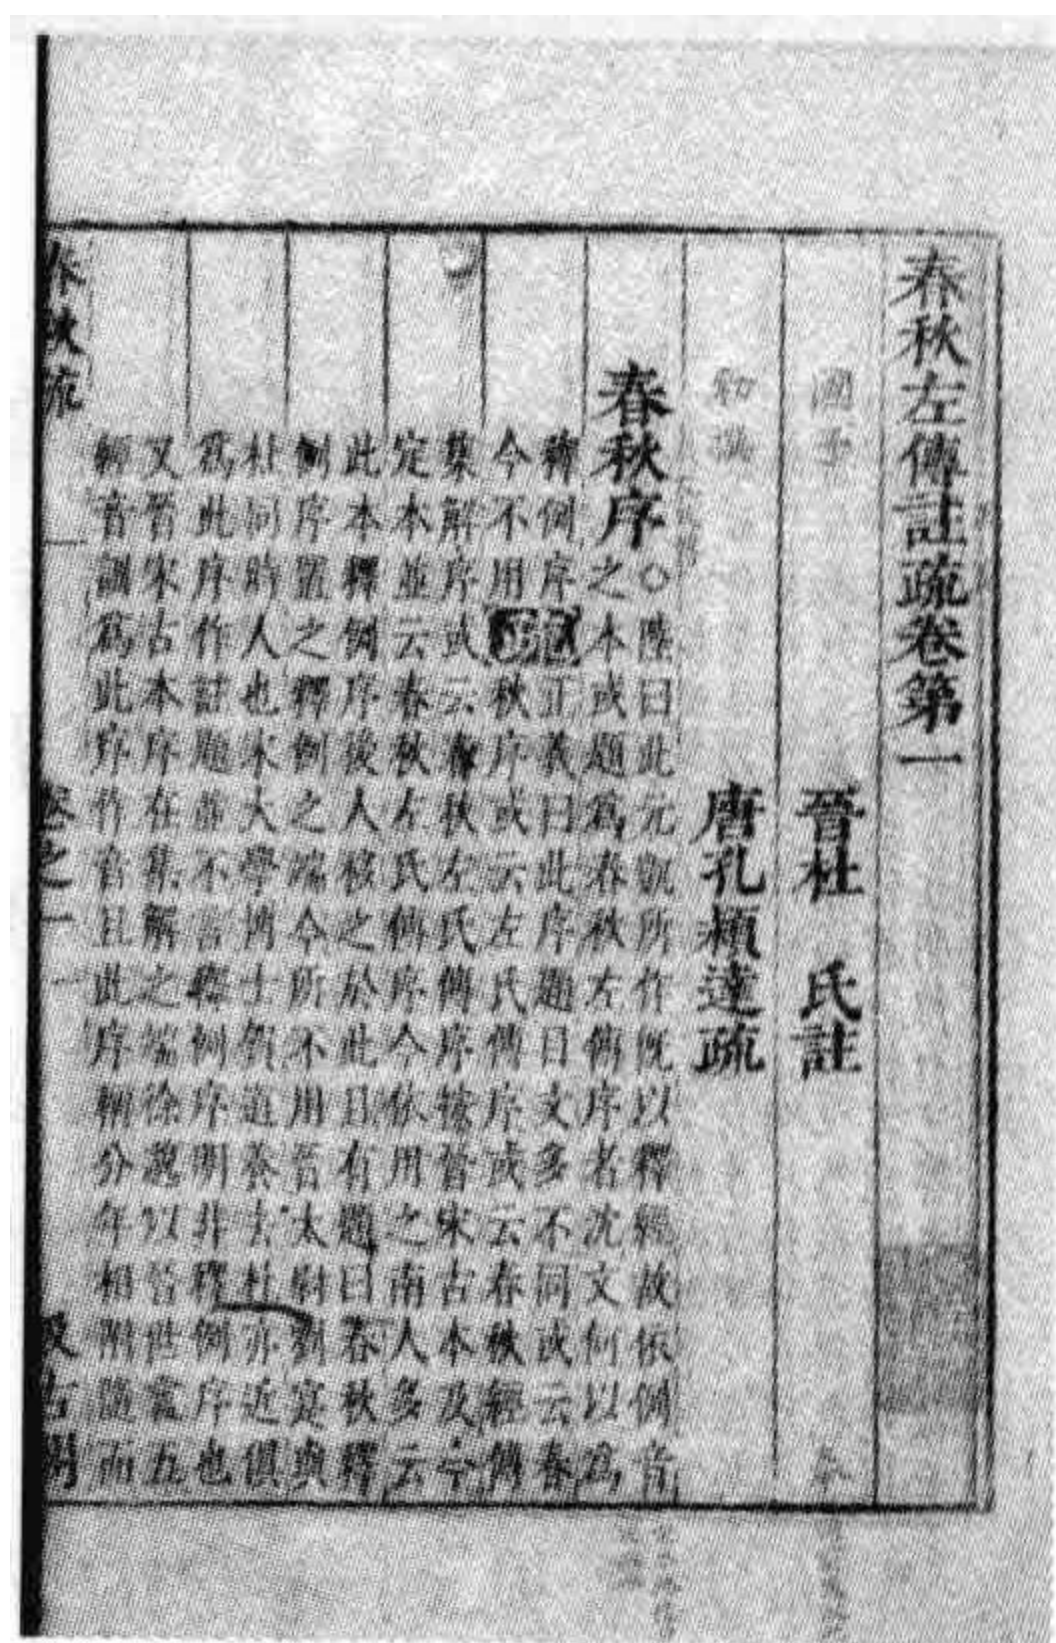 春秋左傳註疏卷第一
晉杜 氏註
唐孔穎達疏
春秋序
○陸曰此元凱所作旣以釋經故依例音
之本或題爲春秋左傳序者沈文何以爲
釋例序 正義曰此序題目文多不同或云春
今不用 秋序或云左氏傳序或云春秋經傳
集解序或云春秋左氏傳序按晉宋古本及今
定本並云春秋左氏傳序今依用之南人多云
此本釋例序後人移之於此且有題曰春秋釋
例序置之釋例之端今所不用晉太尉劉寔與
杜同時人也宋大學博士賀道養去杜亦近俱
爲此序作註題並不言釋例序明非釋例序也
又晉宋古本序在集解之端徐邈以晉世言五
經音訓爲此序作音且此序稱分年相附隨而
春秋疏
卷之一
一
汲古閣